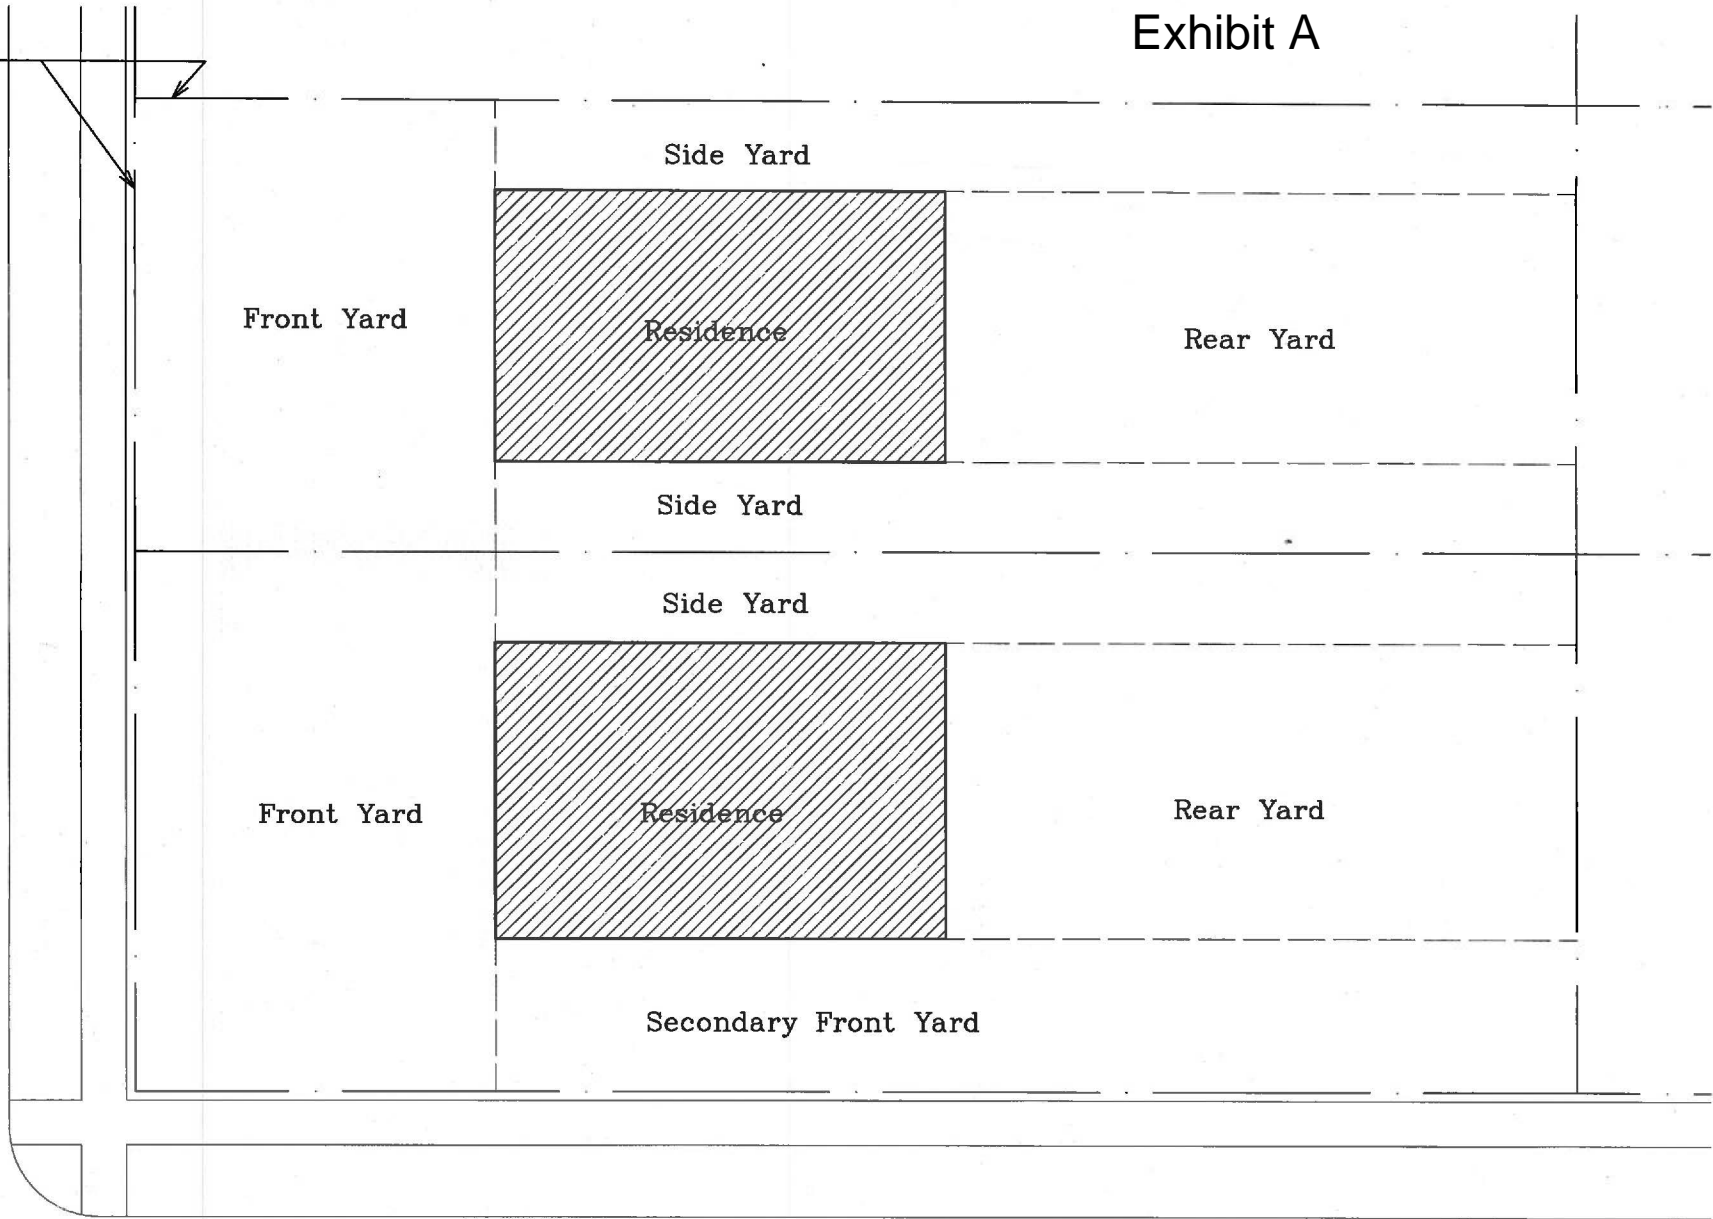 Exhibit A
Side Yard
Front Yard
Residence
Rear Yard
Side Yard
Side Yard
Front Yard
Residence
Rear Yard
Secondary Front Yard